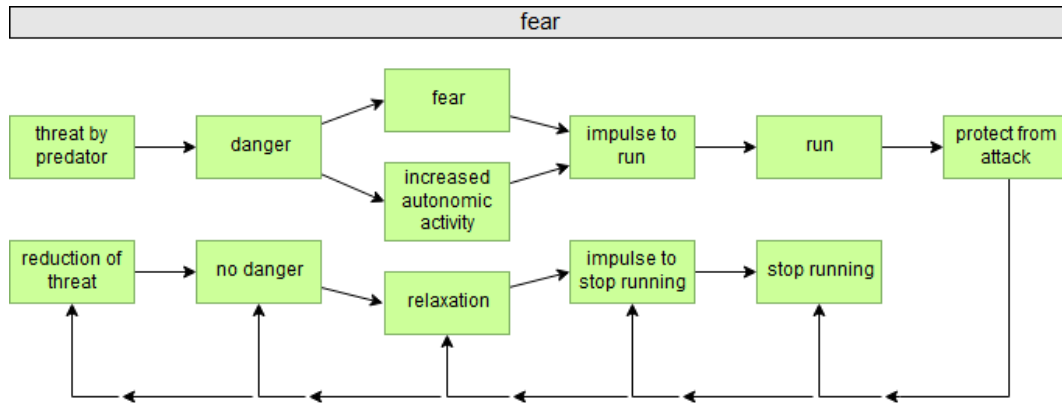 fear
fear
threat by
predator
danger
increased
autonomic
activity
impulse to
run
run
protect from
attack
reduction of
threat
no danger
relaxation
impulse to
stop running
stop running